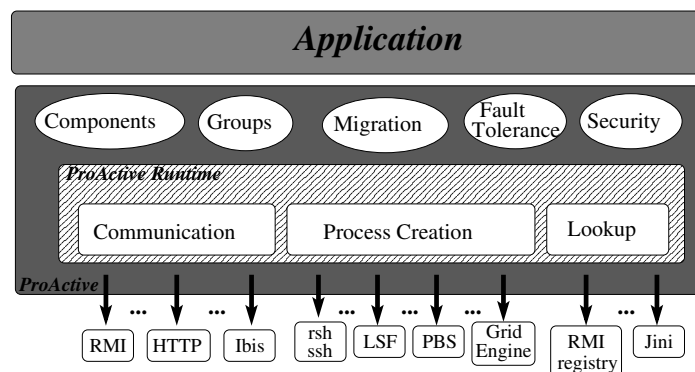 Application
Components Groups Migration Fault Tolerance Security
ProActive Runtime
Communication Process Creation Lookup
ProActive
... ... ... ... ... ...
RMI HTTP Ibis rsh ssh LSF PBS Grid Engine RMI registry Jini